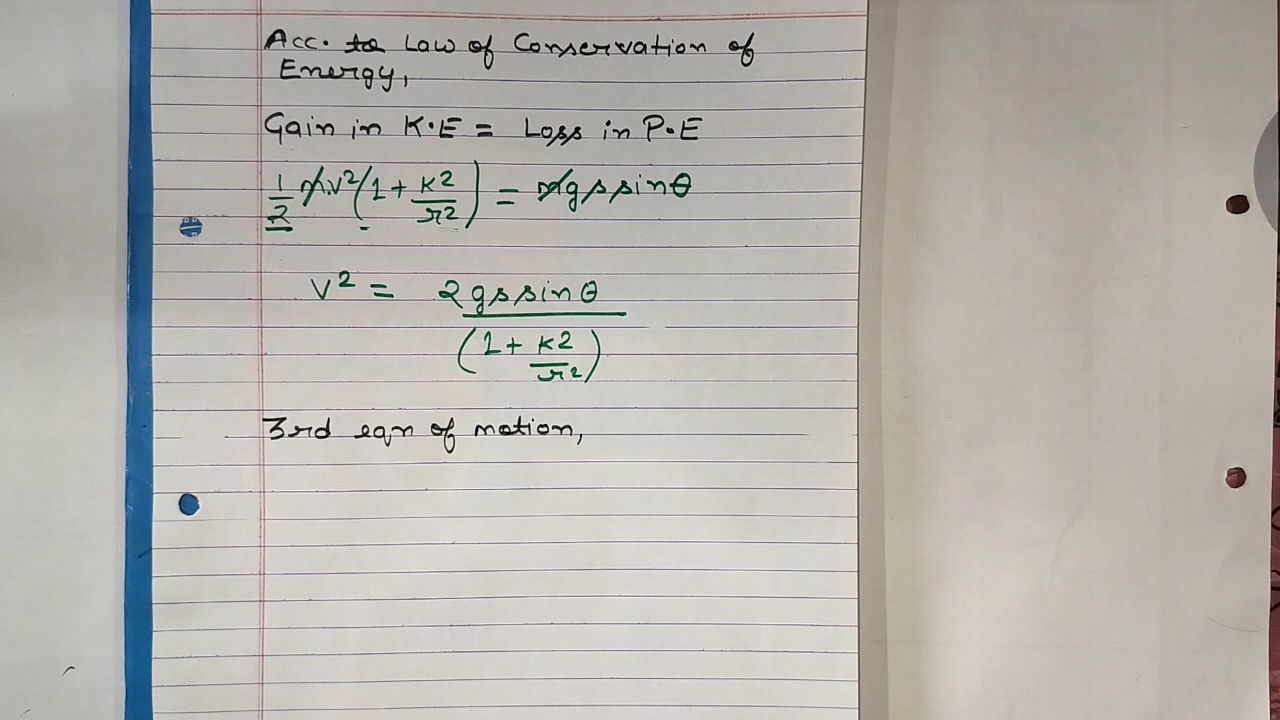 Acc. to Law of Conservation of
Energy,
Gain in K.E = Loss in P.E
1/2 m.v²(1 + k²/r²) = mgs sinθ
v² = 2gs sinθ / (1 + k²/r²)
3rd eqn of motion,